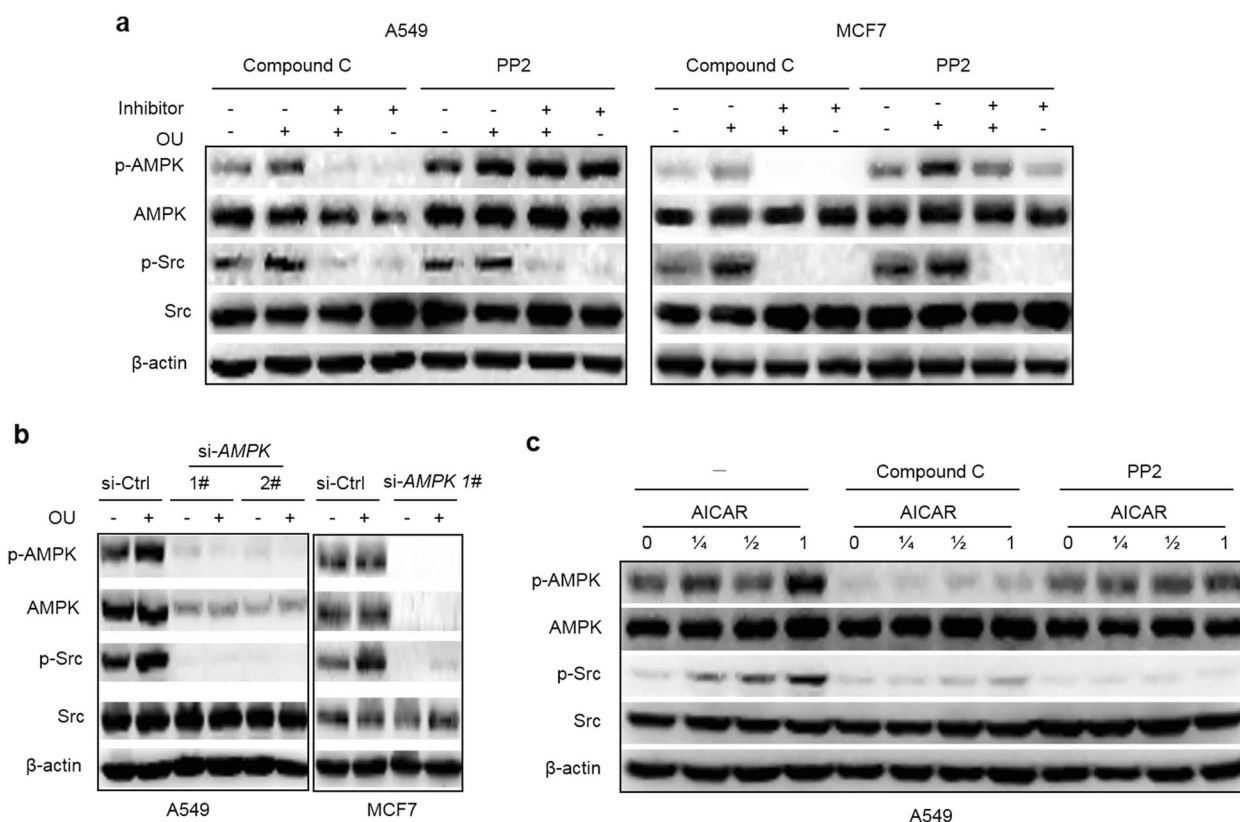 a
A549 MCF7
Compound C PP2 Compound C PP2
Inhibitor - - + + - - + + - - + + - - + +
OU - + + - - + + - - + + - - + + -
p-AMPK
AMPK
p-Src
Src
β-actin
b
si-AMPK
si-Ctrl 1# 2# si-Ctrl si-AMPK 1#
OU - + - + - + - + - +
p-AMPK
AMPK
p-Src
Src
β-actin
A549 MCF7
c
— Compound C PP2
AICAR AICAR AICAR
0 ¼ ½ 1 0 ¼ ½ 1 0 ¼ ½ 1
p-AMPK
AMPK
p-Src
Src
β-actin
A549